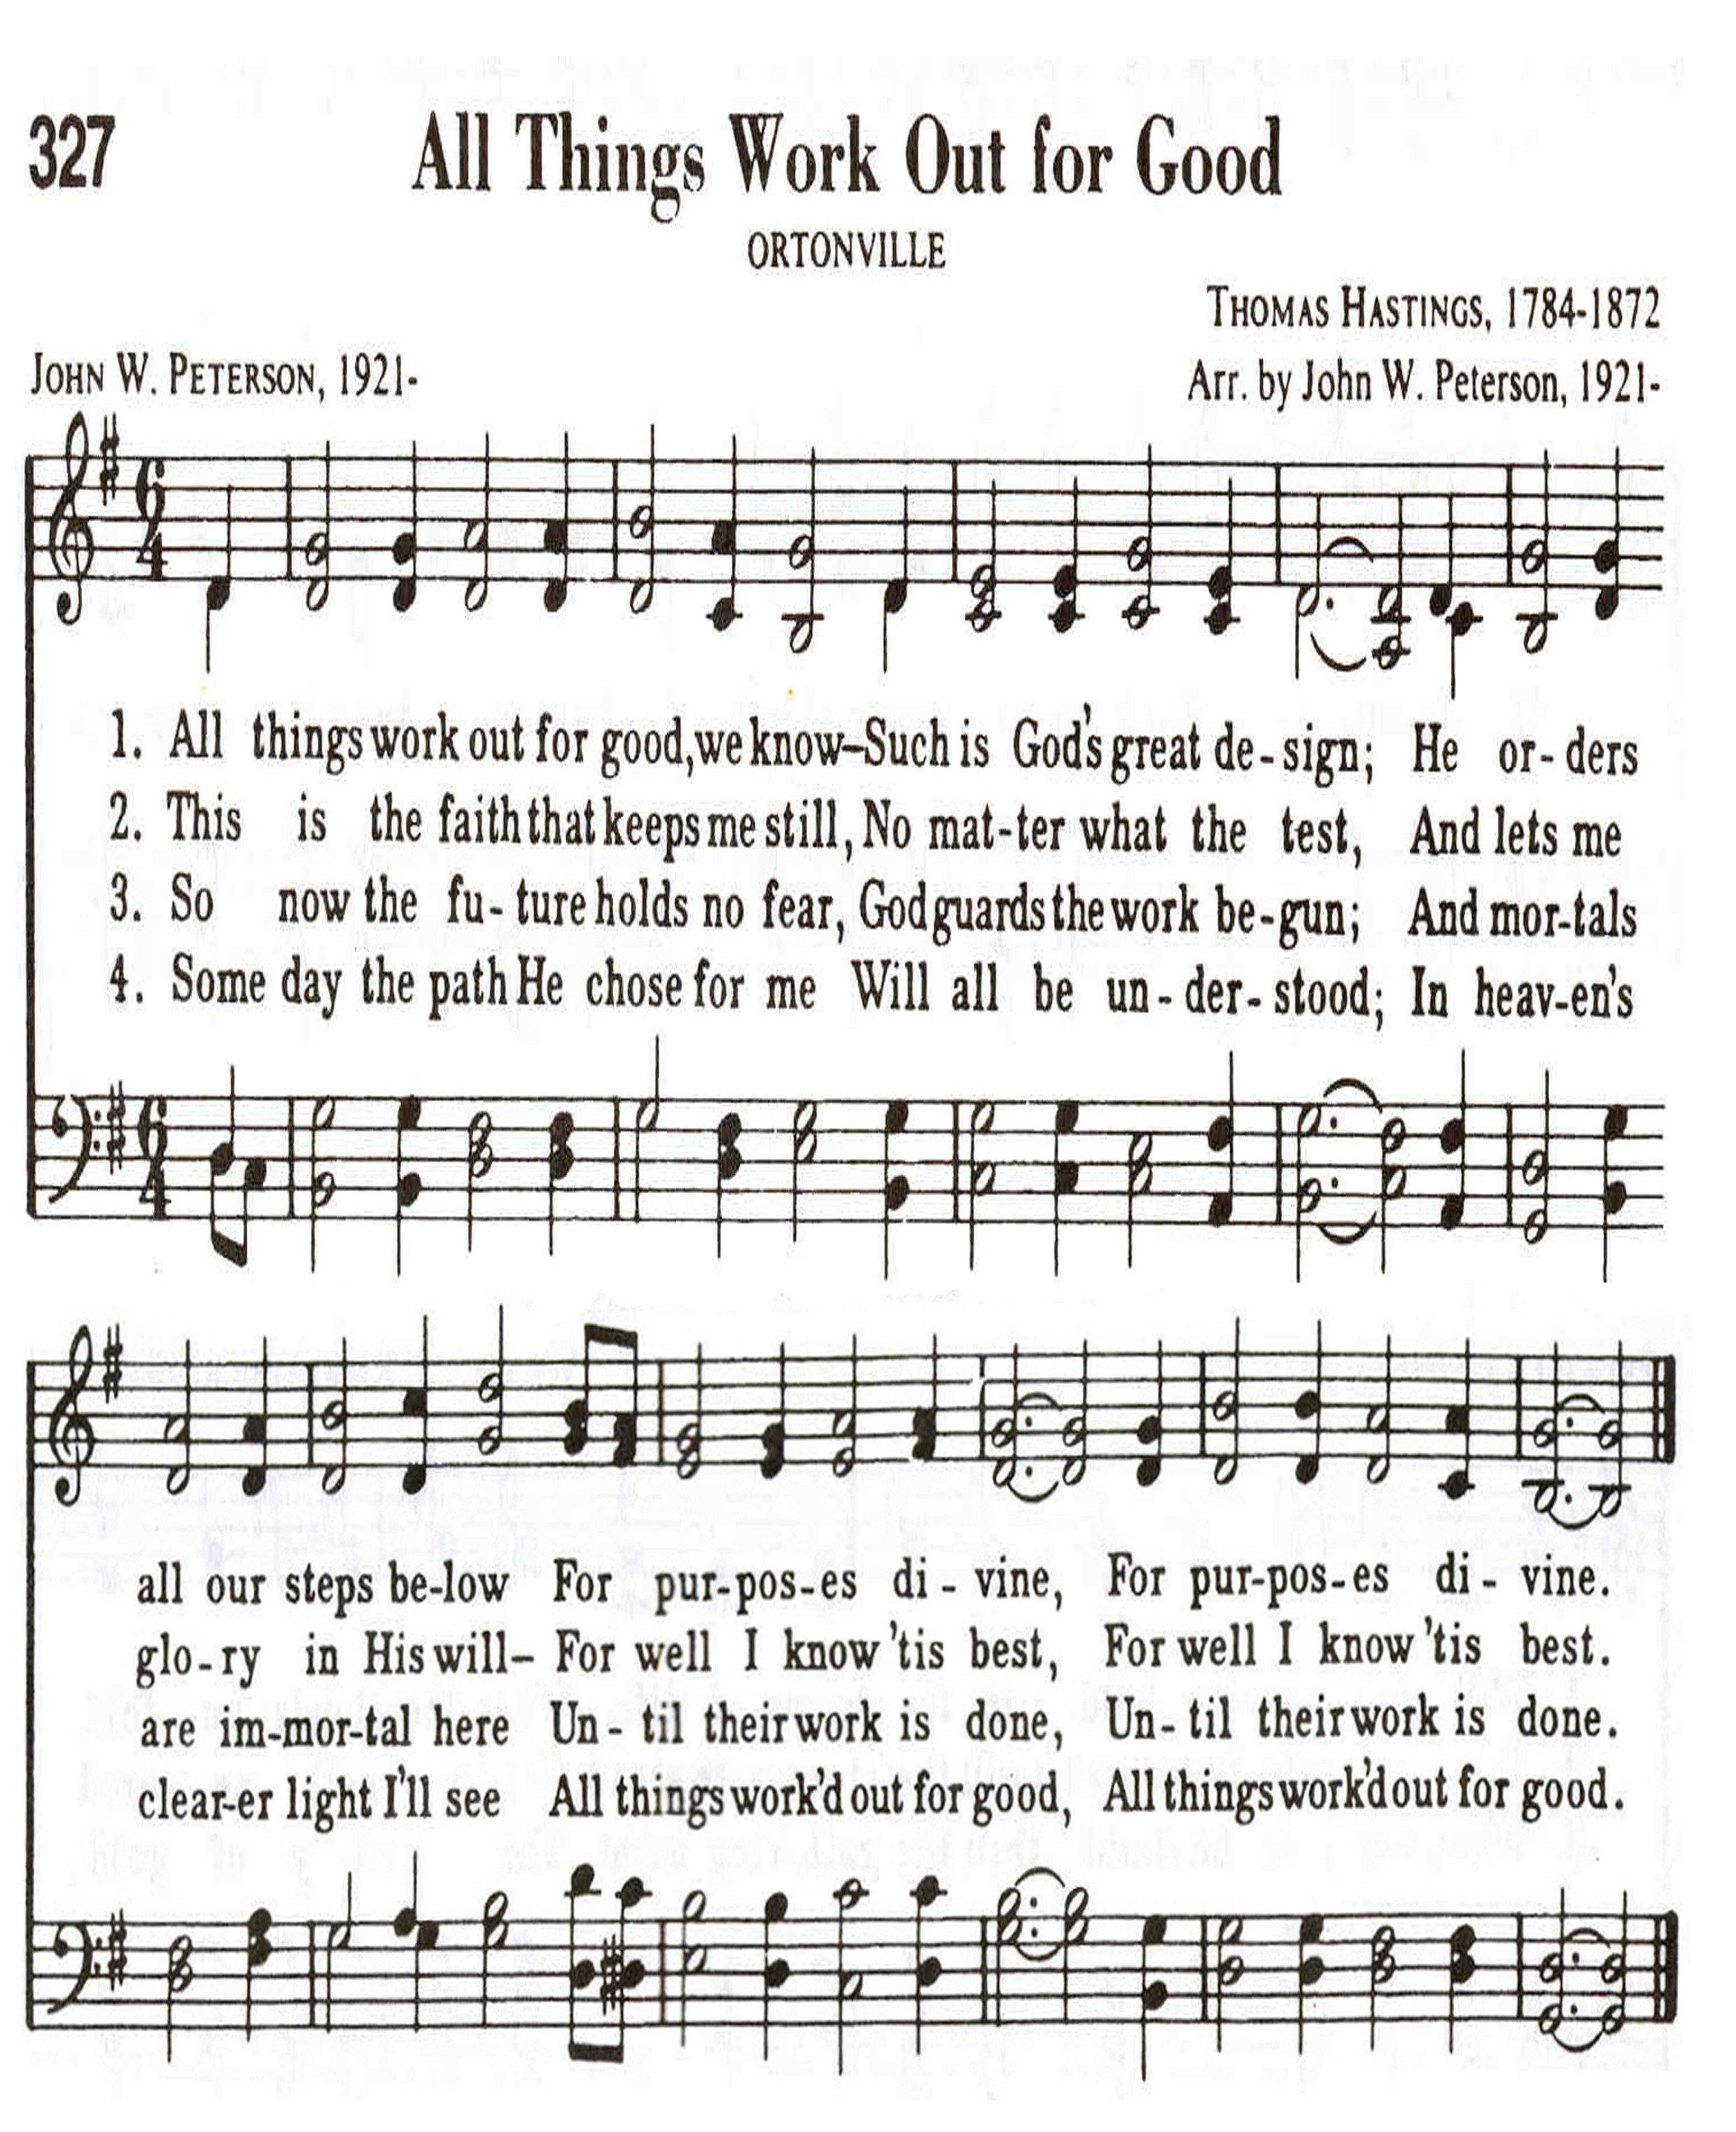 327
All Things Work Out for Good
ORTONVILLE
THOMAS HASTINGS, 1784-1872
JOHN W. PETERSON, 1921-
Arr. by John W. Peterson, 1921-
6
4
1. All things work out for good, we know–Such is God's great de-sign; He or-ders
2. This is the faith that keeps me still, No mat-ter what the test, And lets me
3. So now the fu-ture holds no fear, God guards the work be-gun; And mor-tals
4. Some day the path He chose for me Will all be un-der-stood; In heav-en's
6
4
all our steps be-low For pur-pos-es di-vine, For pur-pos-es di-vine.
glo-ry in His will– For well I know 'tis best, For well I know 'tis best.
are im-mor-tal here Un-til their work is done, Un-til their work is done.
clear-er light I'll see All things work'd out for good, All things work'd out for good.